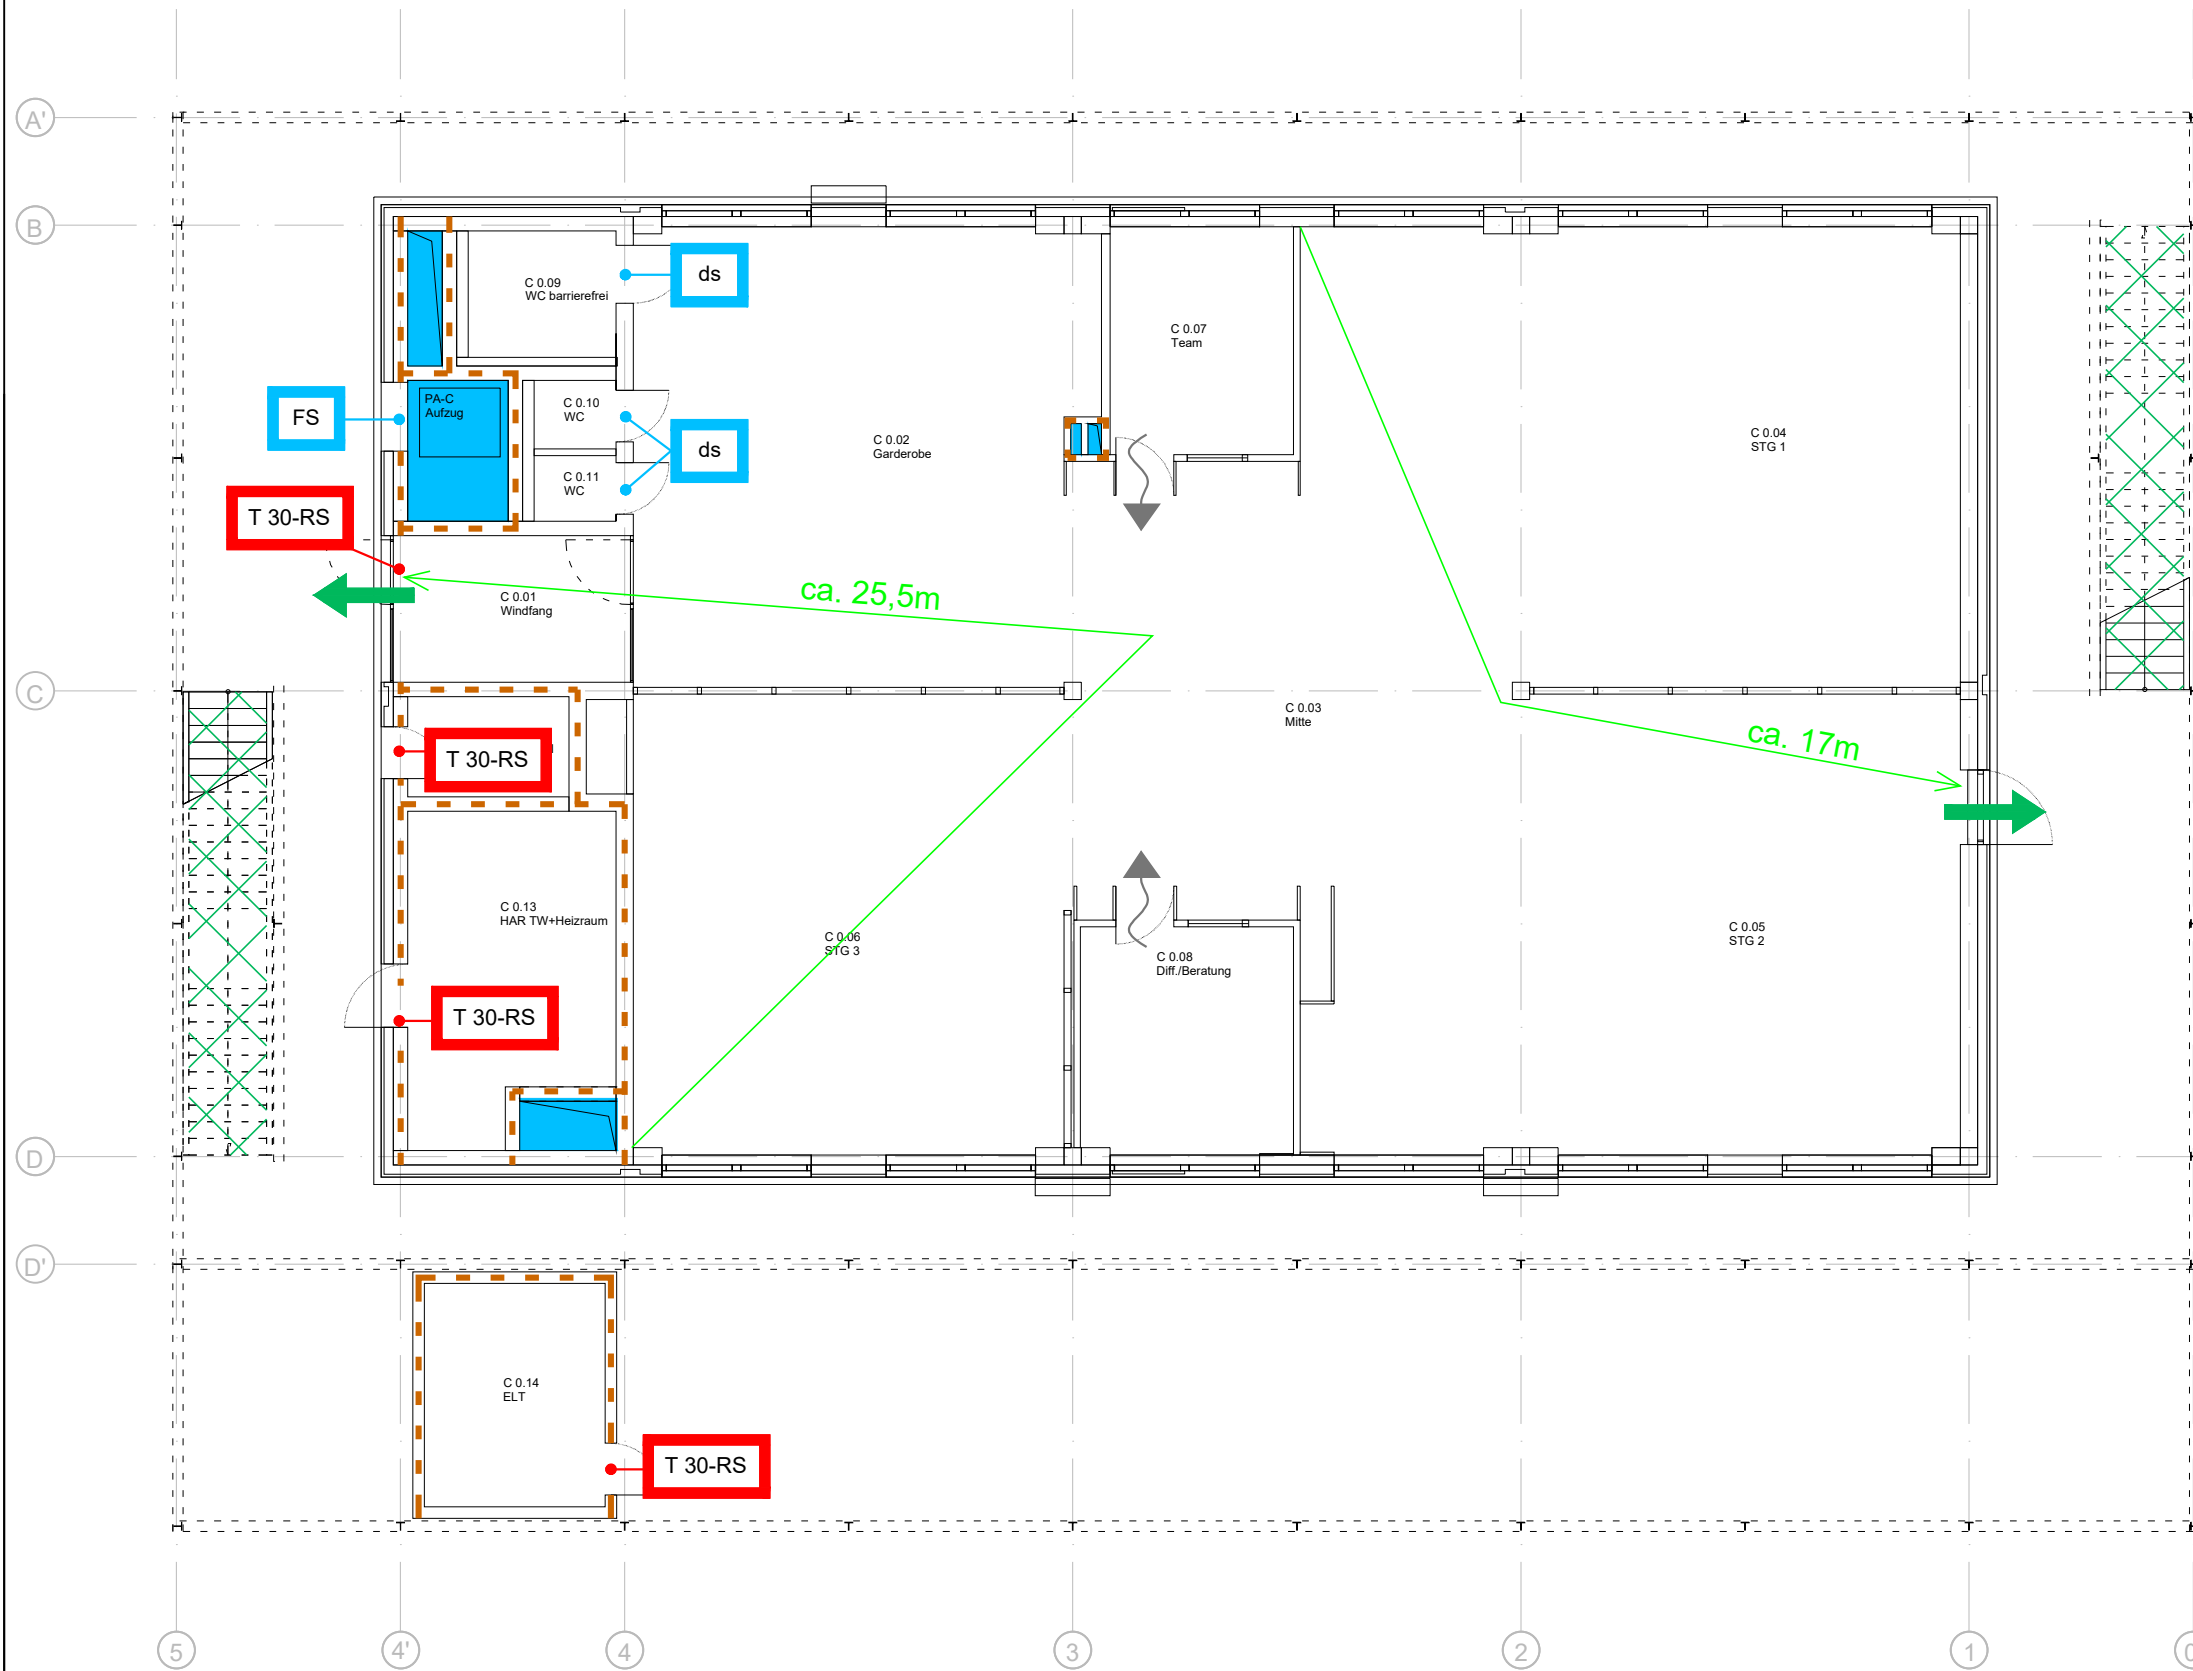 A'
B
ds
C 0.09
WC barrierefrei
C 0.07
Team
PA-C
Aufzug
FS
C 0.10
WC
ds
C 0.02
Garderobe
C 0.04
STG 1
C 0.11
WC
T 30-RS
C 0.01
Windfang
ca. 25,5m
C
C 0.03
Mitte
ca. 17m
T 30-RS
C 0.13
HAR TW+Heizraum
C 0.06
STG 3
C 0.08
Diff./Beratung
C 0.05
STG 2
T 30-RS
D
D'
C 0.14
ELT
T 30-RS
5
4'
4
3
2
1